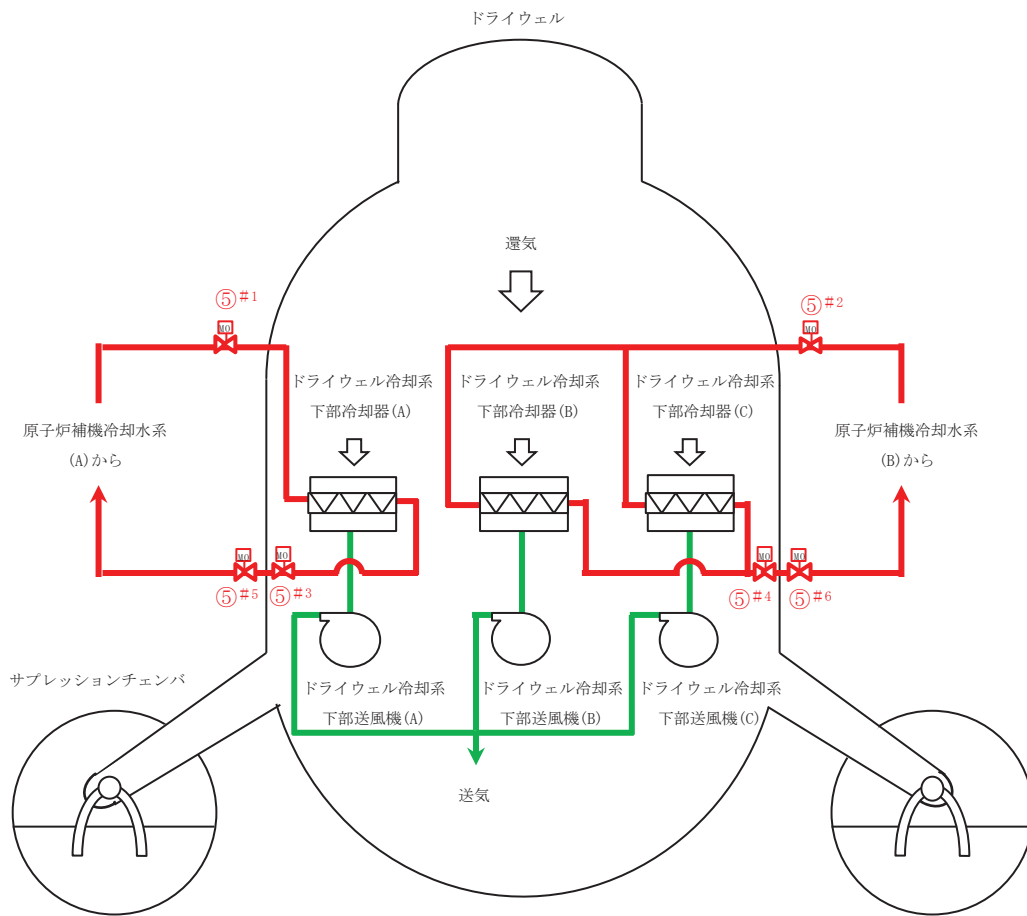 ドライウェル
還気
⑤#1
⑤#2
MO
MO
ドライウェル冷却系
下部冷却器(A)
ドライウェル冷却系
下部冷却器(B)
ドライウェル冷却系
下部冷却器(C)
原子炉補機冷却水系
(A)から
原子炉補機冷却水系
(B)から
MO
MO
MO
MO
⑤#5
⑤#3
⑤#4
⑤#6
サプレッションチェンバ
ドライウェル冷却系
下部送風機(A)
ドライウェル冷却系
下部送風機(B)
ドライウェル冷却系
下部送風機(C)
送気